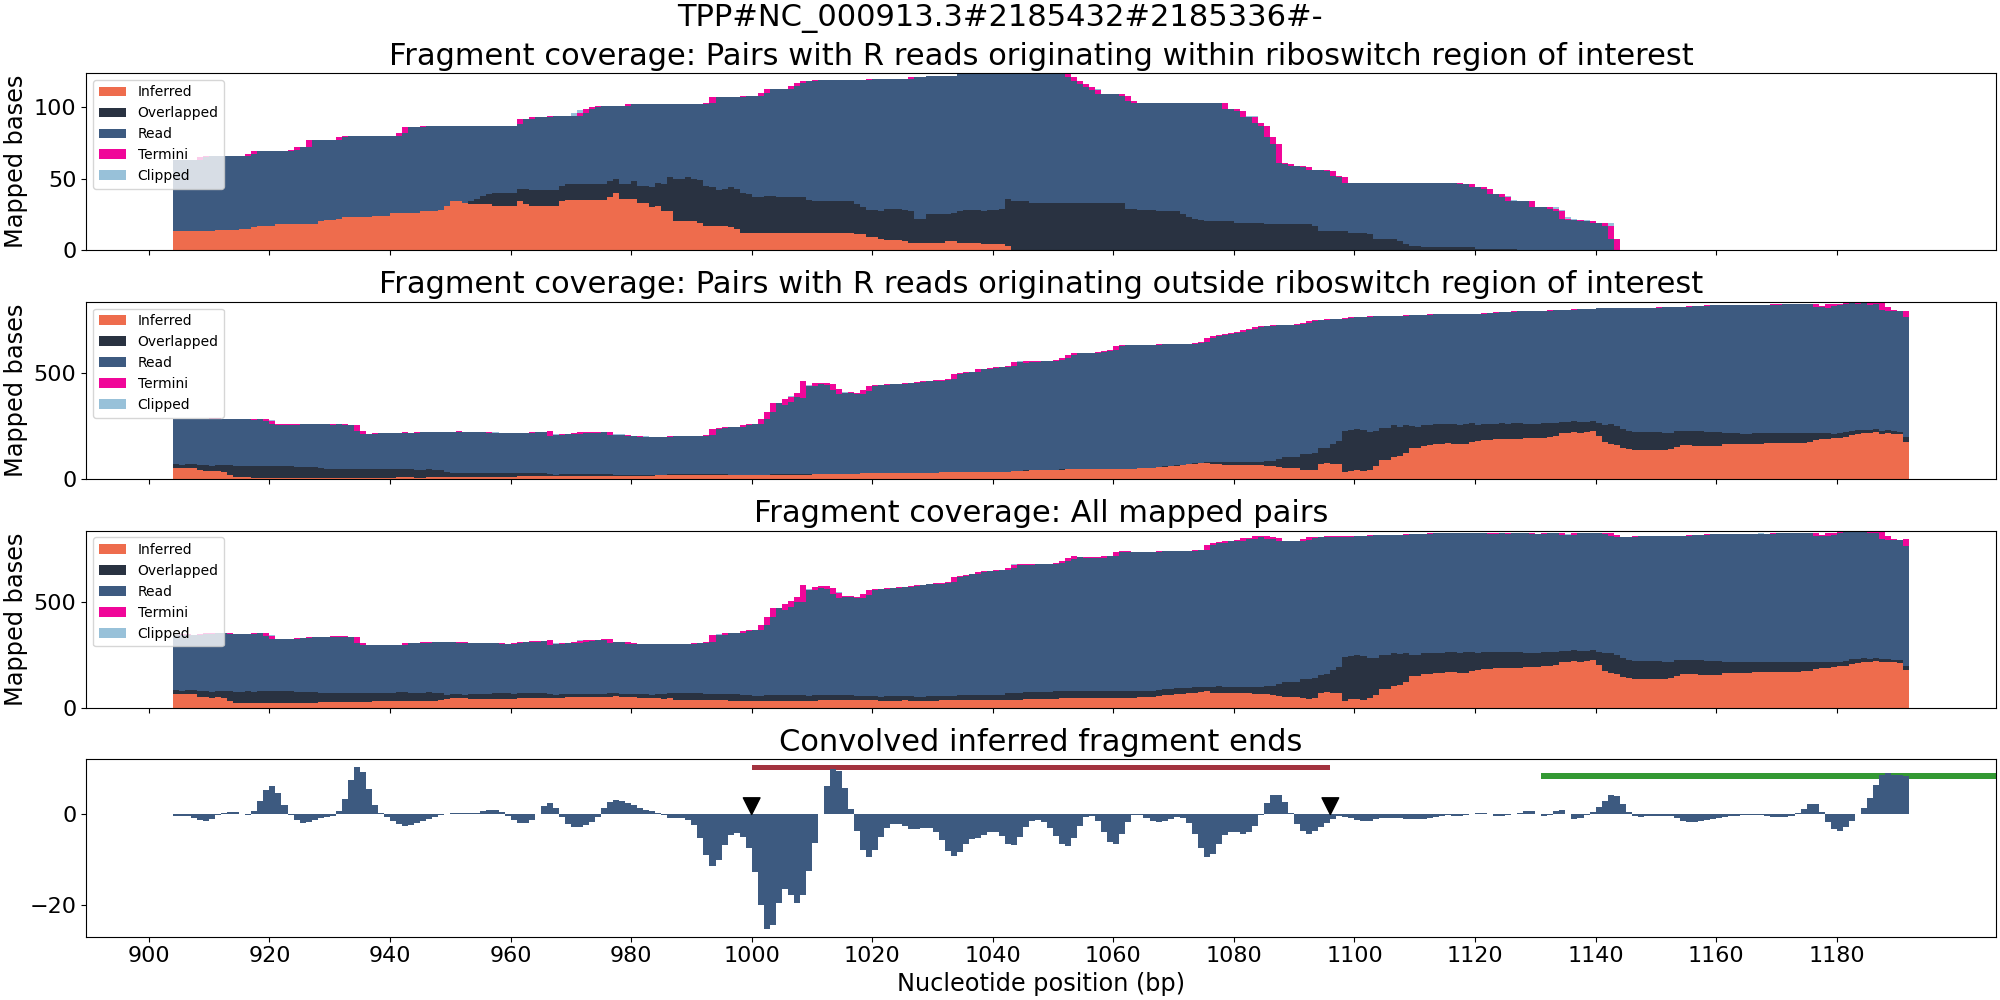 TPP#NC_000913.3#2185432#2185336#-
Fragment coverage: Pairs with R reads originating within riboswitch region of interest
Mapped bases
100
50
0
Inferred
Overlapped
Read
Termini
Clipped
Fragment coverage: Pairs with R reads originating outside riboswitch region of interest
Mapped bases
500
0
Inferred
Overlapped
Read
Termini
Clipped
Fragment coverage: All mapped pairs
Mapped bases
500
0
Inferred
Overlapped
Read
Termini
Clipped
Convolved inferred fragment ends
0
−20
900 920 940 960 980 1000 1020 1040 1060 1080 1100 1120 1140 1160 1180
Nucleotide position (bp)